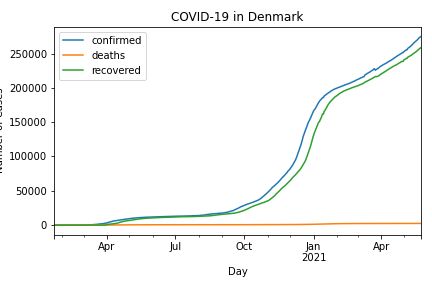 COVID-19 in Denmark
confirmed
deaths
recovered
250000
200000
150000
100000
50000
0
Apr
Jul
Oct
Jan
2021
Apr
Day
of